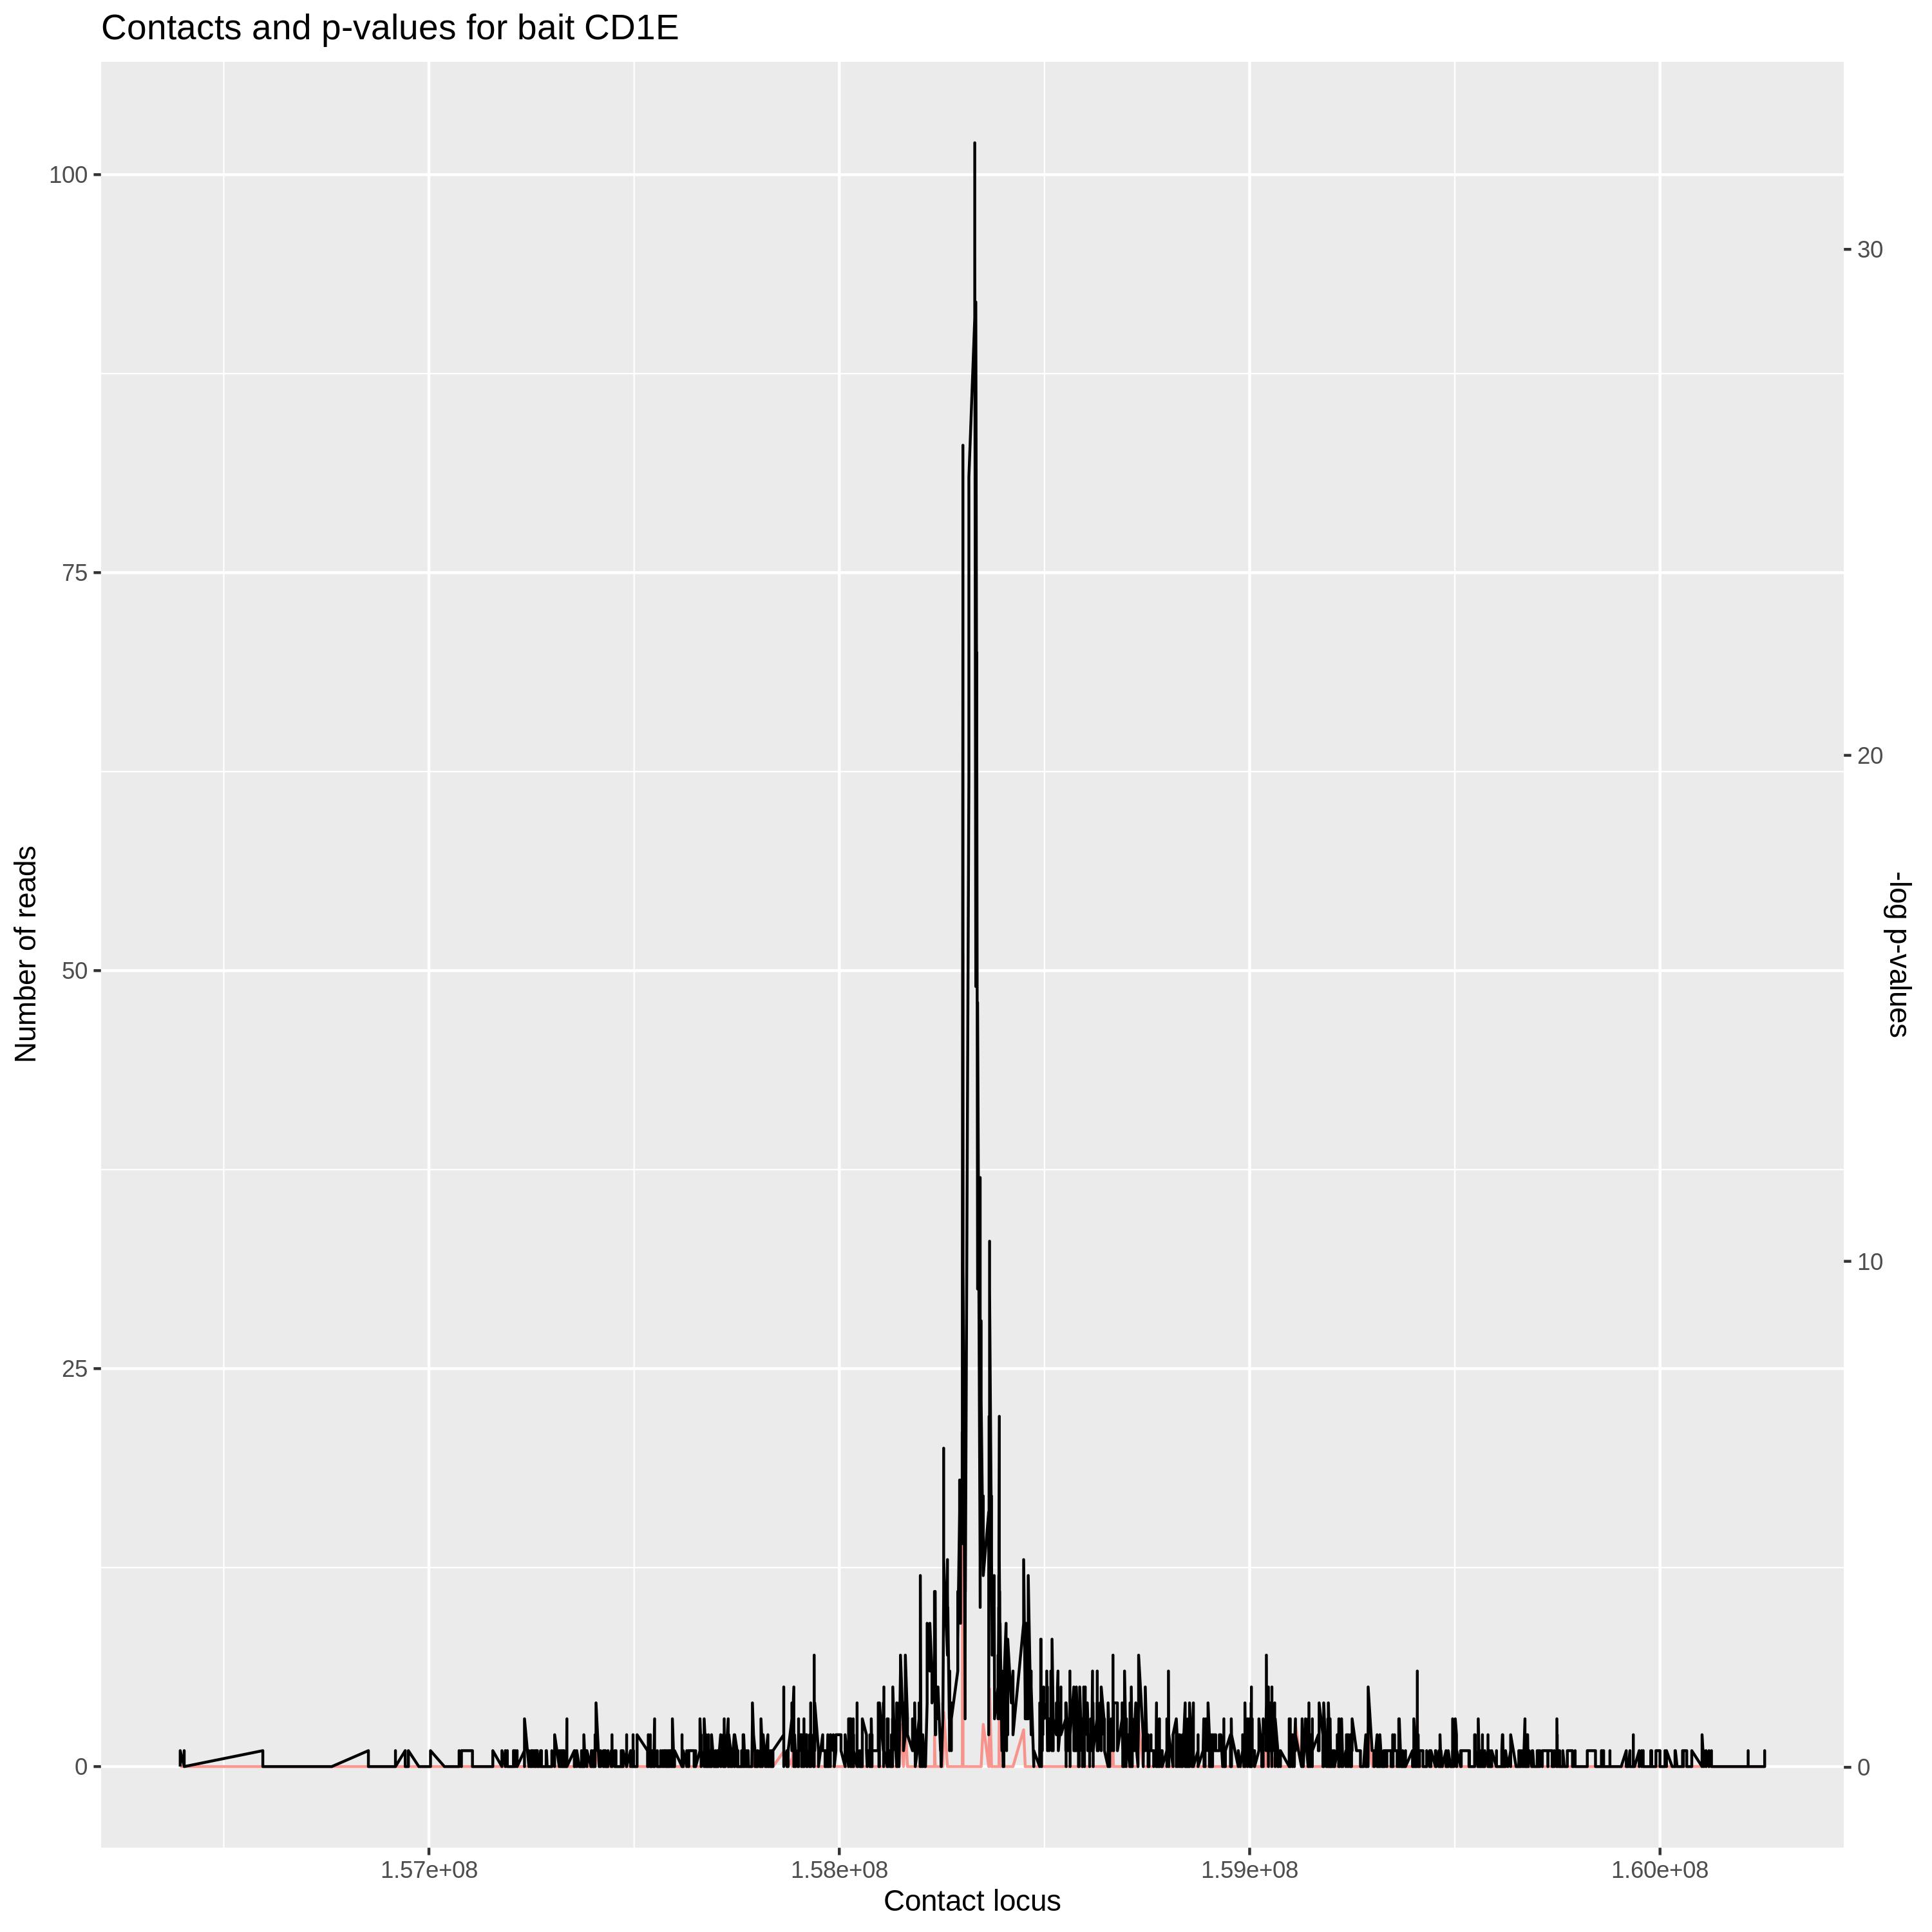 Contacts and p-values for bait CD1E
100
75
50
25
0
Number of reads
30
20
10
0
-log p-values
1.57e+08
1.58e+08
1.59e+08
1.60e+08
Contact locus